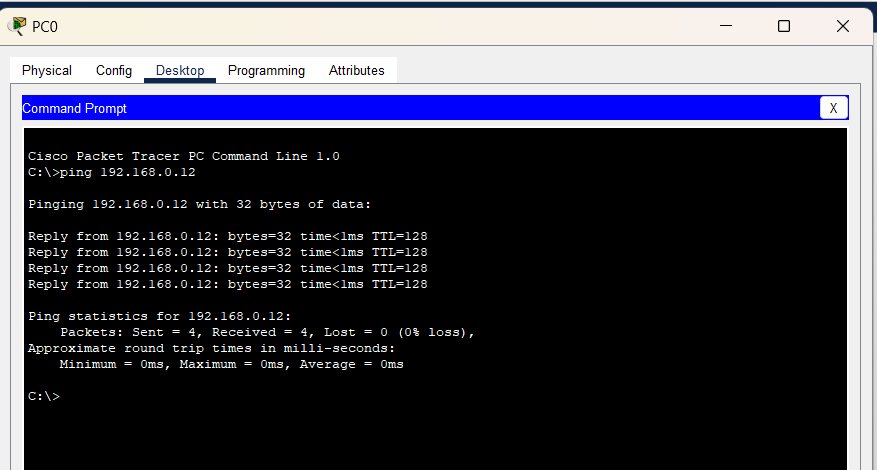 PC0
Physical Config Desktop Programming Attributes
Command Prompt X
Cisco Packet Tracer PC Command Line 1.0
C:\>ping 192.168.0.12
Pinging 192.168.0.12 with 32 bytes of data:
Reply from 192.168.0.12: bytes=32 time<1ms TTL=128
Reply from 192.168.0.12: bytes=32 time<1ms TTL=128
Reply from 192.168.0.12: bytes=32 time<1ms TTL=128
Reply from 192.168.0.12: bytes=32 time<1ms TTL=128
Ping statistics for 192.168.0.12:
Packets: Sent = 4, Received = 4, Lost = 0 (0% loss),
Approximate round trip times in milli-seconds:
Minimum = 0ms, Maximum = 0ms, Average = 0ms
C:\>